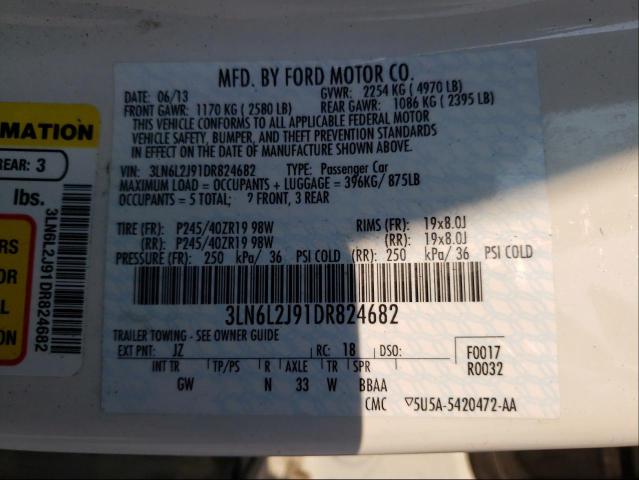 MFD. BY FORD MOTOR CO.
DATE: 06/13 GVWR: 2254 KG ( 4970 LB)
FRONT GAWR: 1170 KG ( 2580 LB) REAR GAWR: 1086 KG ( 2395 LB)
THIS VEHICLE CONFORMS TO ALL APPLICABLE FEDERAL MOTOR
VEHICLE SAFETY, BUMPER, AND THEFT PREVENTION STANDARDS
IN EFFECT ON THE DATE OF MANUFACTURE SHOWN ABOVE.
VIN: 3LN6L2J91DR824682 TYPE: Passenger Car
MAXIMUM LOAD = OCCUPANTS + LUGGAGE = 396KG/ 875LB
OCCUPANTS = 5 TOTAL; 2 FRONT, 3 REAR
TIRE (FR): P245/40ZR19 98W RIMS (FR): 19x8.0J
(RR): P245/40ZR19 98W (RR): 19x8.0J
PRESSURE (FR): 250 kPa/ 36 PSI COLD (RR): 250 kPa/ 36 PSI COLD
3LN6L2J91DR824682
TRAILER TOWING - SEE OWNER GUIDE
EXT PNT: JZ RC: 18 DSO: F0017
R0032
INT TR TP/PS R AXLE TR SPR
GW N 33 W BBAA
CMC ▽5U5A-5420472-AA
RMATION
REAR: 3
lbs.
3LN6L2J91DR824682
ERS
OR
S